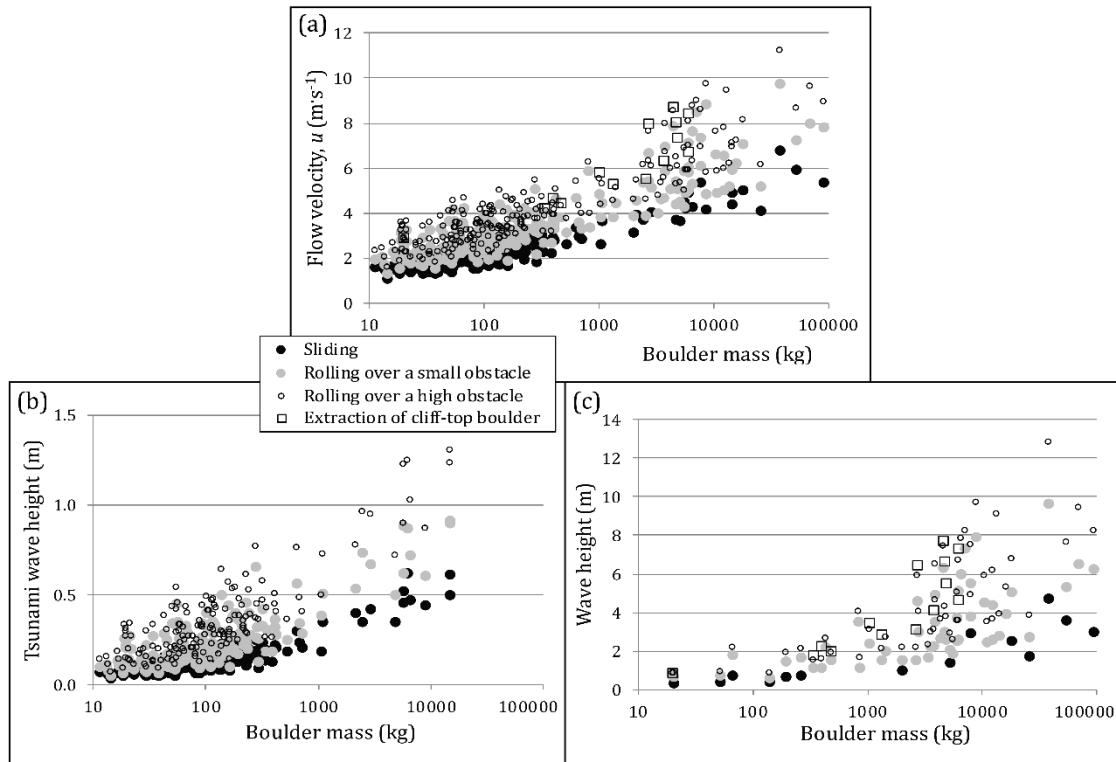 (a)
12
10
8
6
4
2
0
Flow velocity, u (m·s⁻¹)
10 100 1000 10000 100000
Boulder mass (kg)
Sliding
Rolling over a small obstacle
Rolling over a high obstacle
Extraction of cliff-top boulder
(b)
1.5
1.0
0.5
0.0
Tsunami wave height (m)
10 100 1000 10000 100000
Boulder mass (kg)
(c)
14
12
10
8
6
4
2
0
Wave height (m)
10 100 1000 10000 100000
Boulder mass (kg)